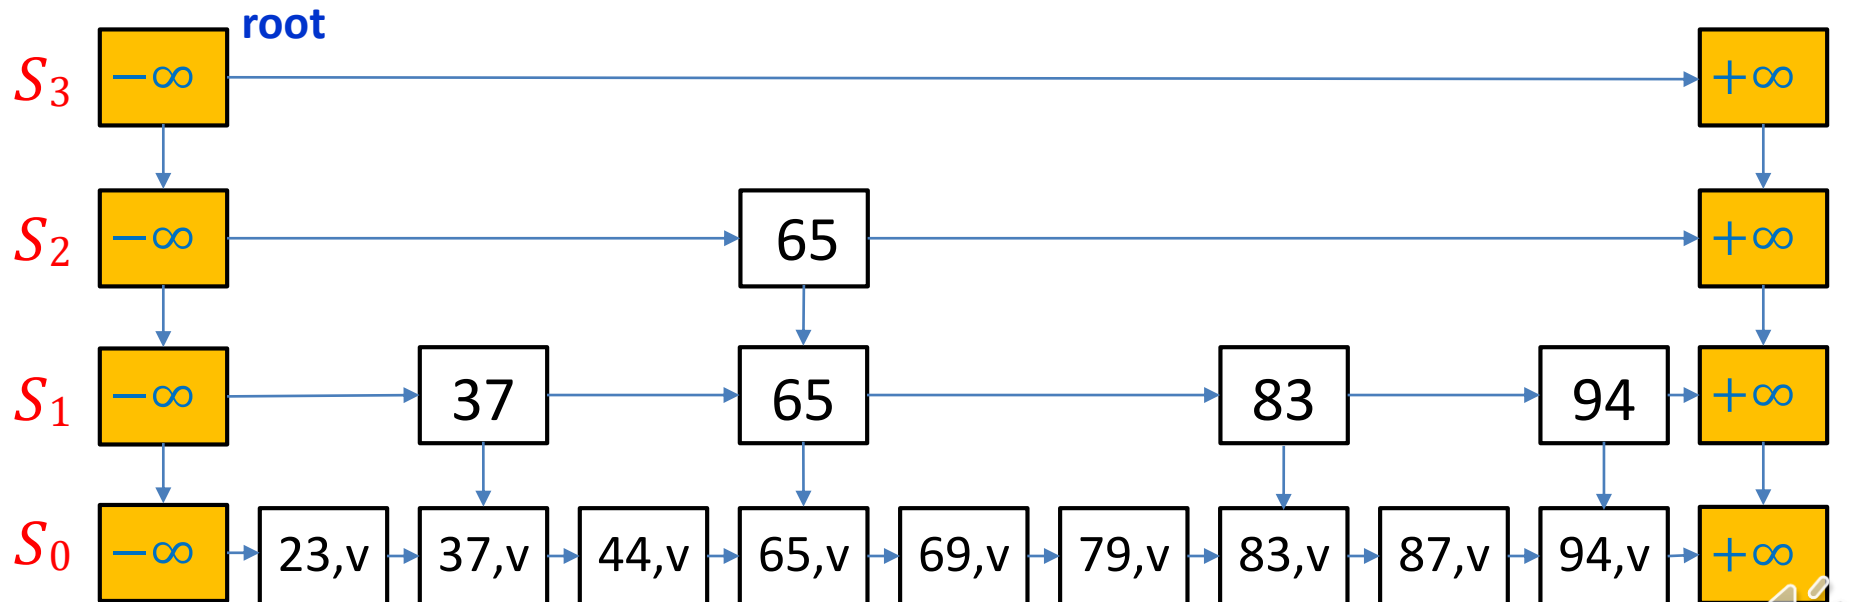 root
S3 −∞ +∞
S2 −∞ 65 +∞
S1 −∞ 37 65 83 94 +∞
S0 −∞ 23,v 37,v 44,v 65,v 69,v 79,v 83,v 87,v 94,v +∞